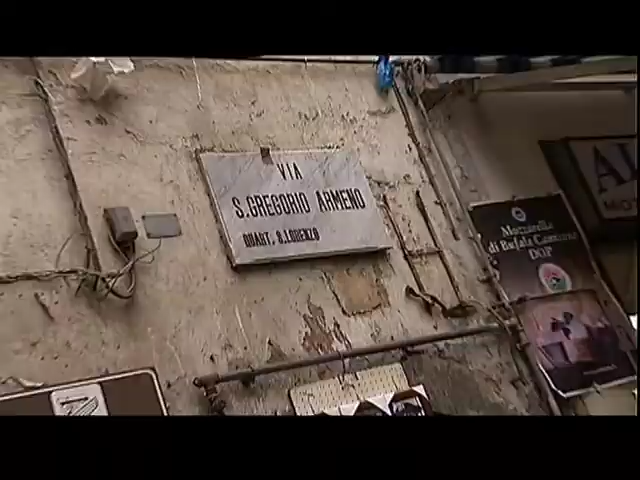 VIA
S.GREGORIO ARMENO
QUART. S.LORENZO
Mozzarella
di Bufala Campana
DOP